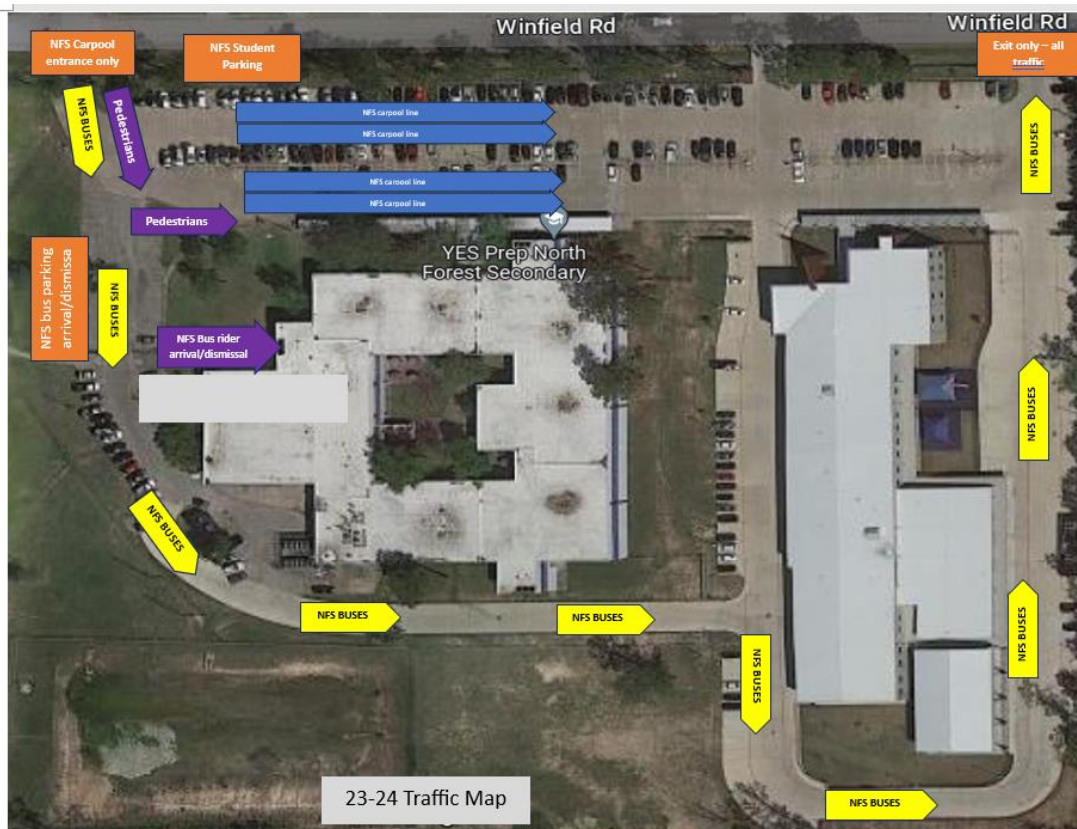 Winfield Rd
Winfield Rd
NFS Carpool
entrance only
NFS Student
Parking
Exit only – all
traffic
NFS BUSES
Pedestrians
NFS carpool line
NFS carpool line
NFS BUSES
NFS carpool line
NFS carpool line
Pedestrians
YES Prep North
Forest Secondary
NFS bus parking
arrival/dismissa
NFS BUSES
NFS Bus rider
arrival/dismissal
NFS BUSES
NFS BUSES
NFS BUSES
NFS BUSES
NFS BUSES
NFS BUSES
NFS BUSES
23-24 Traffic Map